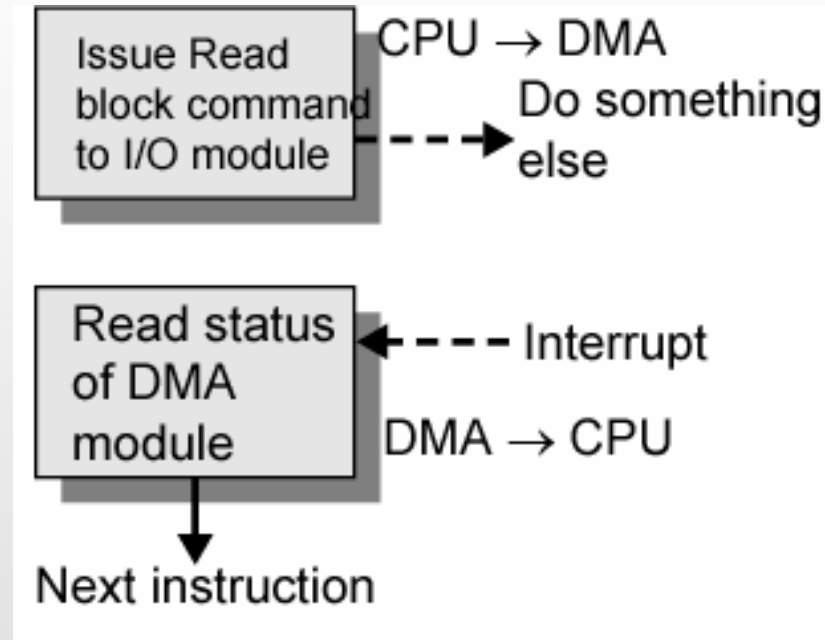 Issue Read
block command
to I/O module
CPU → DMA
Do something
else
Read status
of DMA
module
Interrupt
DMA → CPU
Next instruction